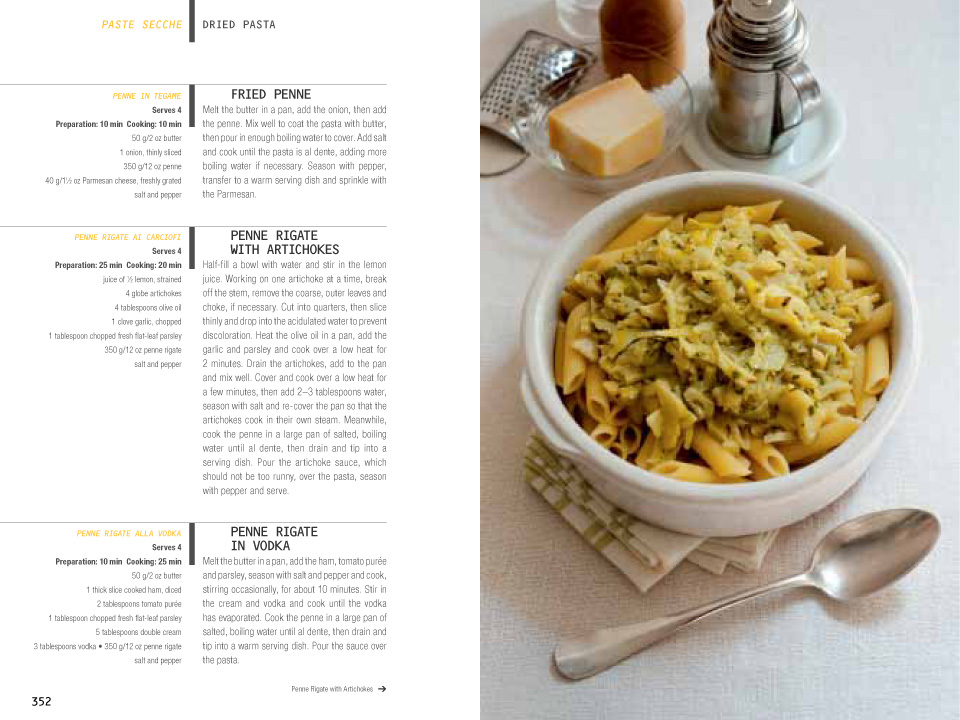 PASTE SECCHE
DRIED PASTA
PENNE IN TEGAME
Serves 4
Preparation: 10 min Cooking: 10 min
50 g/2 oz butter
1 onion, thinly sliced
350 g/12 oz penne
40 g/1½ oz Parmesan cheese, freshly grated
salt and pepper
FRIED PENNE
Melt the butter in a pan, add the onion, then add
the penne. Mix well to coat the pasta with butter,
then pour in enough boiling water to cover. Add salt
and cook until the pasta is al dente, adding more
boiling water if necessary. Season with pepper,
transfer to a warm serving dish and sprinkle with
the Parmesan.
PENNE RIGATE AI CARCIOFI
Serves 4
Preparation: 25 min Cooking: 20 min
juice of ½ lemon, strained
4 globe artichokes
4 tablespoons olive oil
1 clove garlic, chopped
1 tablespoon chopped fresh flat-leaf parsley
350 g/12 oz penne rigate
salt and pepper
PENNE RIGATE
WITH ARTICHOKES
Half-fill a bowl with water and stir in the lemon
juice. Working on one artichoke at a time, break
off the stem, remove the coarse, outer leaves and
choke, if necessary. Cut into quarters, then slice
thinly and drop into the acidulated water to prevent
discoloration. Heat the olive oil in a pan, add the
garlic and parsley and cook over a low heat for
2 minutes. Drain the artichokes, add to the pan
and mix well. Cover and cook over a low heat for
a few minutes, then add 2–3 tablespoons water,
season with salt and re-cover the pan so that the
artichokes cook in their own steam. Meanwhile,
cook the penne in a large pan of salted, boiling
water until al dente, then drain and tip into a
serving dish. Pour the artichoke sauce, which
should not be too runny, over the pasta, season
with pepper and serve.
PENNE RIGATE ALLA VODKA
Serves 4
Preparation: 10 min Cooking: 25 min
50 g/2 oz butter
1 thick slice cooked ham, diced
2 tablespoons tomato purée
1 tablespoon chopped fresh flat-leaf parsley
5 tablespoons double cream
3 tablespoons vodka • 350 g/12 oz penne rigate
salt and pepper
PENNE RIGATE
IN VODKA
Melt the butter in a pan, add the ham, tomato purée
and parsley, season with salt and pepper and cook,
stirring occasionally, for about 10 minutes. Stir in
the cream and vodka and cook until the vodka
has evaporated. Cook the penne in a large pan of
salted, boiling water until al dente, then drain and
tip into a warm serving dish. Pour the sauce over
the pasta.
Penne Rigate with Artichokes ➔
352